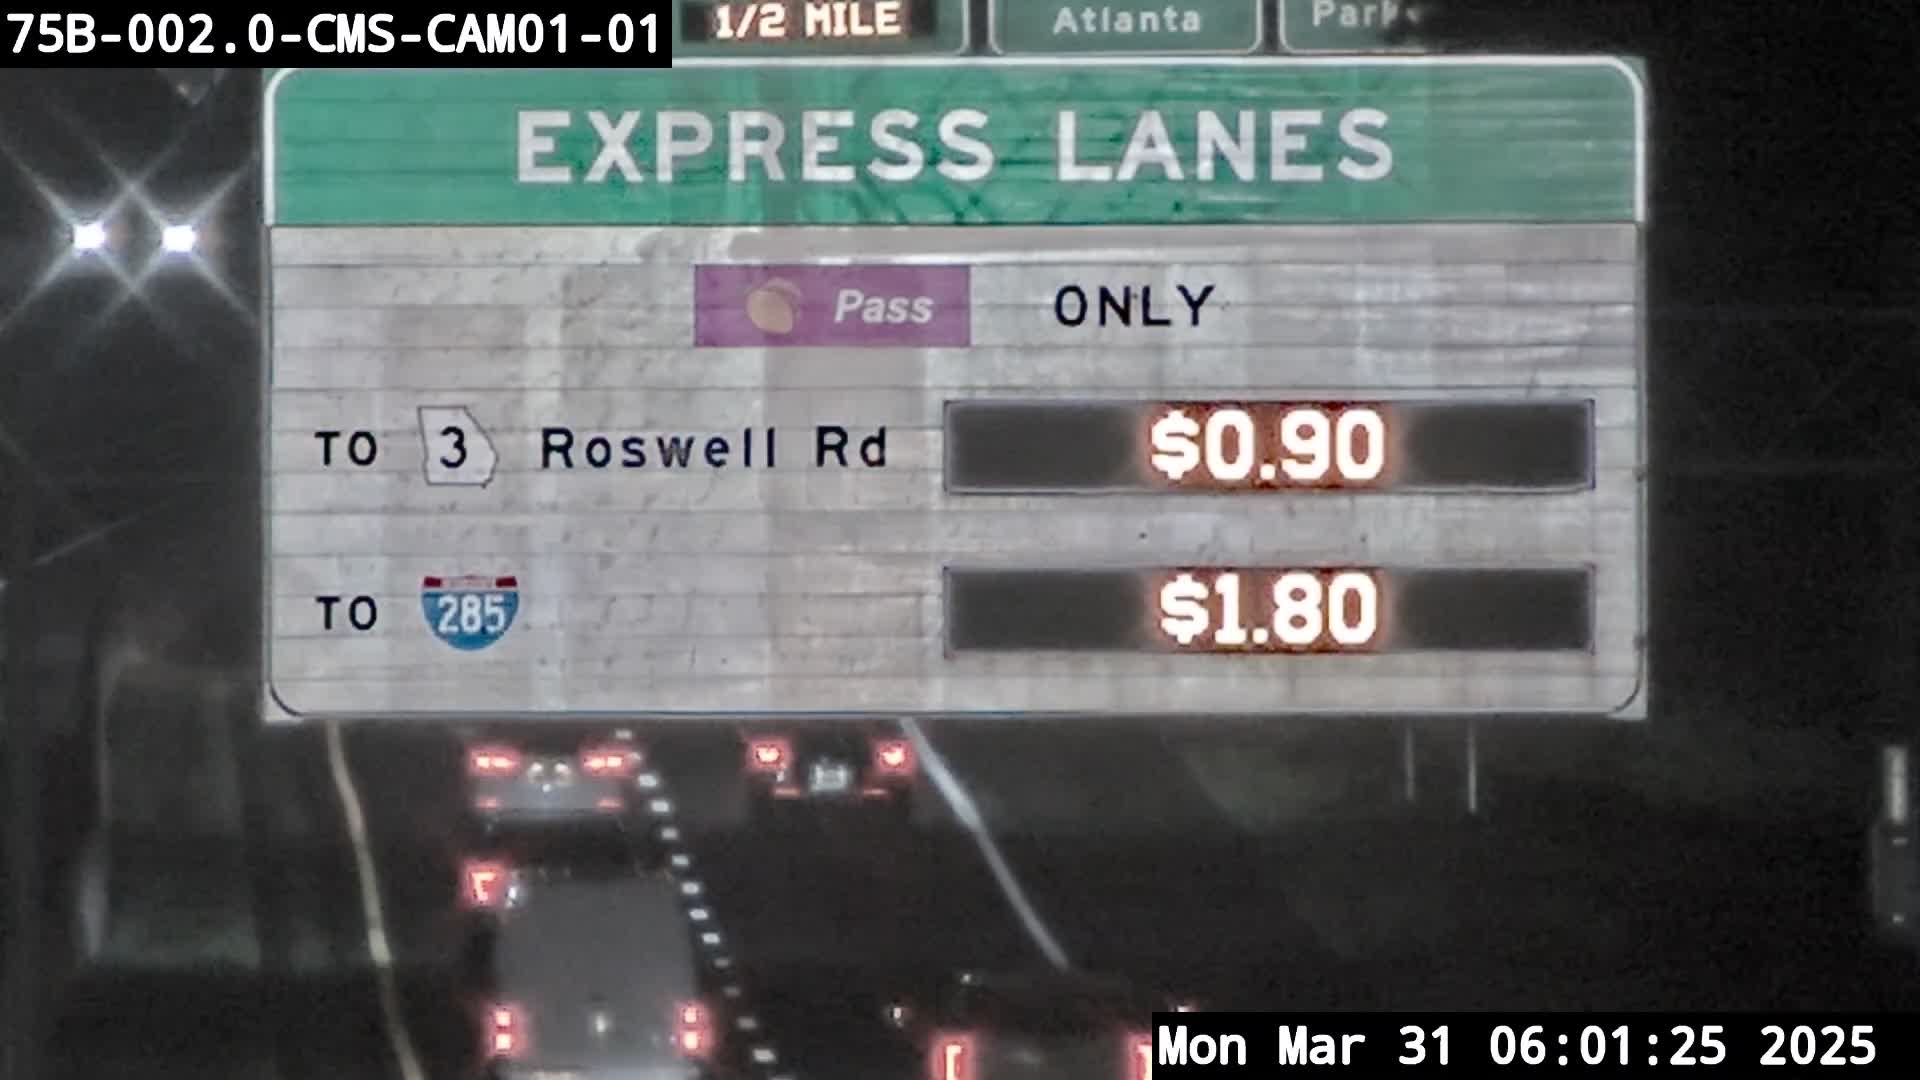 75B-002.0-CMS-CAM01-01
1/2 MILE
Atlanta
EXPRESS LANES
Pass ONLY
TO 3 Roswell Rd $0.90
TO 285 $1.80
Mon Mar 31 06:01:25 2025